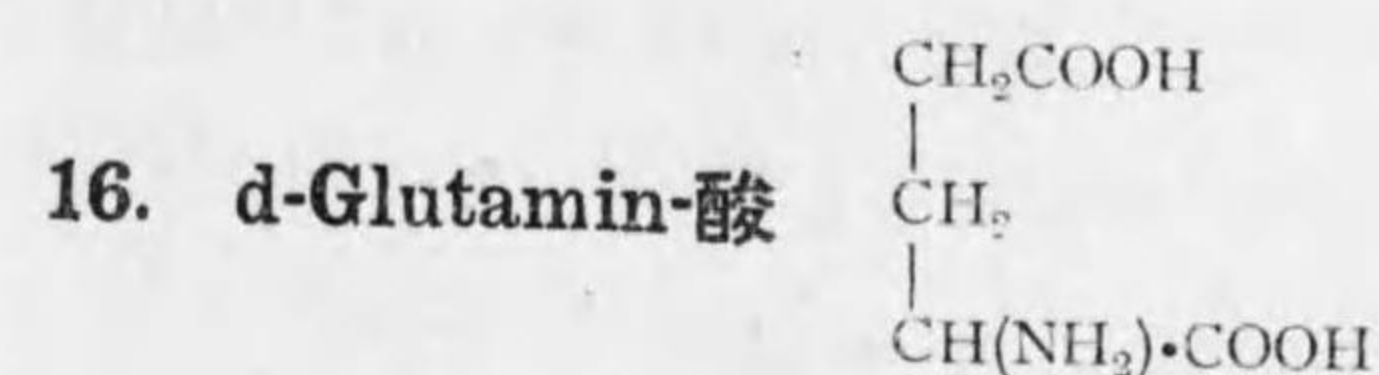 CH₂COOH
|
16. d-Glutamin-酸 CH₂
|
CH(NH₂)•COOH